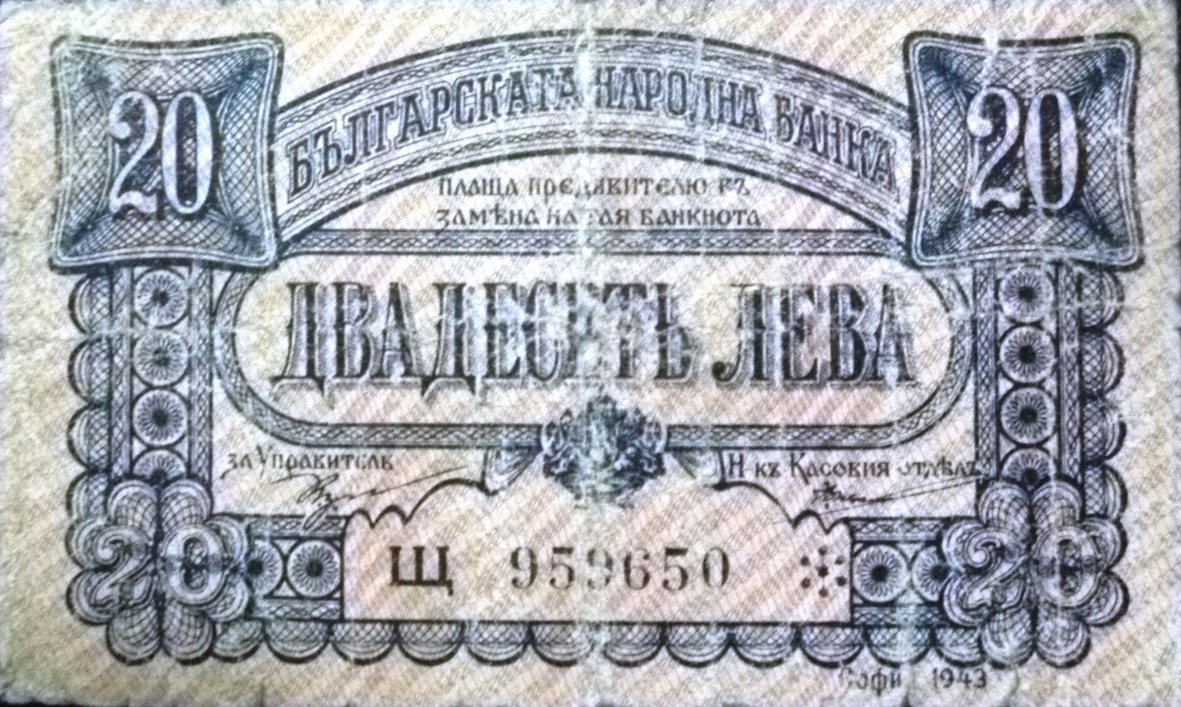 20 БЪЛГАРСКАТА НАРОДНА БАНКА 20
ПЛАЩА ПРЕДЯВИТЕЛЮ ВЪ
ЗАМѢНА НА ТАЯ БАНКНОТА
ДВАДЕСЕТЬ ЛЕВА
за Управитель
Н-къ Касовия отдѣлъ
20 Щ 959650 20
1943